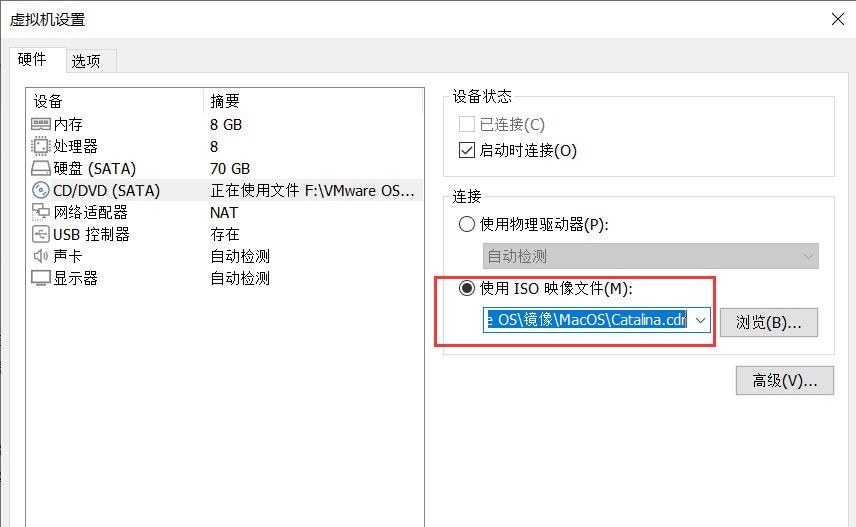 虚拟机设置
硬件 选项
设备 摘要
内存 8 GB
处理器 8
硬盘 (SATA) 70 GB
CD/DVD (SATA) 正在使用文件 F:\VMware OS...
网络适配器 NAT
USB 控制器 存在
声卡 自动检测
显示器 自动检测
设备状态
已连接(C)
启动时连接(O)
连接
使用物理驱动器(P):
自动检测
使用 ISO 映像文件(M):
e OS\镜像\MacOS\Catalina.cdr
浏览(B)...
高级(V)...